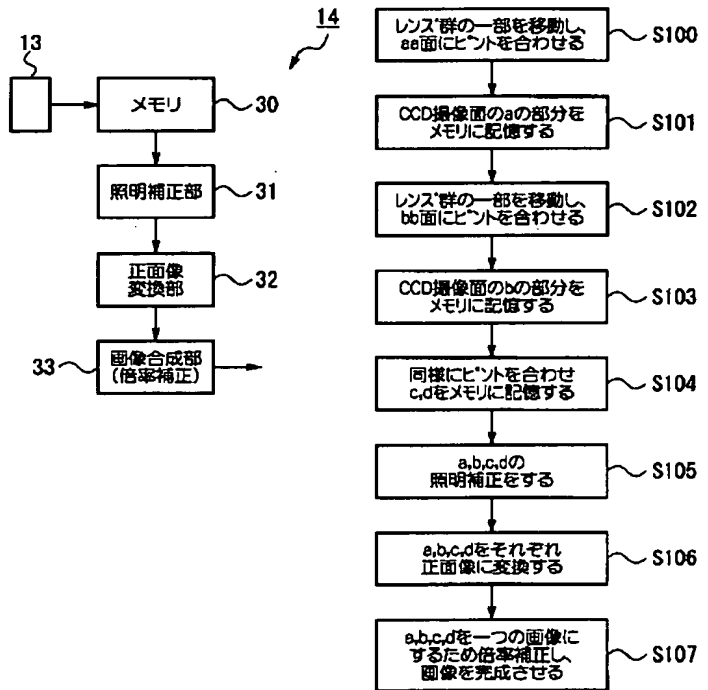 14
13
メモリ
30
照明補正部
31
正面像
変換部
32
画像合成部
(倍率補正)
33
レンズ群の一部を移動し、
aa面にピントを合わせる
S100
CCD撮像面のaの部分を
メモリに記憶する
S101
レンズ群の一部を移動し、
bb面にピントを合わせる
S102
CCD撮像面のbの部分を
メモリに記憶する
S103
同様にピントを合わせ
c,dをメモリに記憶する
S104
a,b,c,dの
照明補正をする
S105
a,b,c,dをそれぞれ
正面像に変換する
S106
a,b,c,dを一つの画像に
するため倍率補正し、
画像を完成させる
S107